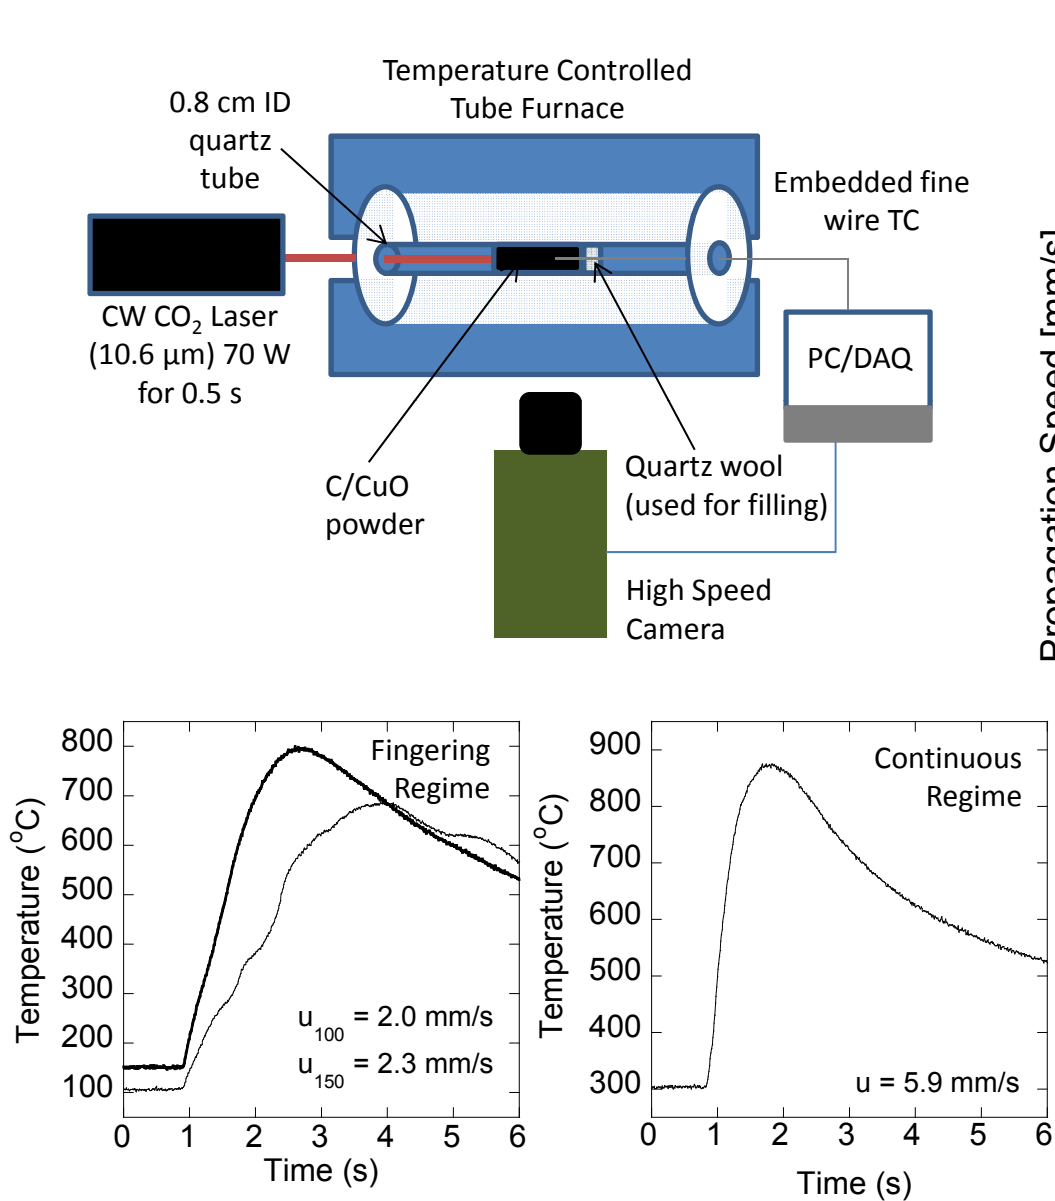 Temperature Controlled
Tube Furnace
0.8 cm ID
quartz
tube
Embedded fine
wire TC
CW CO₂ Laser
(10.6 μm) 70 W
for 0.5 s
PC/DAQ
C/CuO
powder
Quartz wool
(used for filling)
High Speed
Camera
Propagation Speed [mm/s]
Fingering
Regime
800
700
600
500
400
300
200
100
Temperature (°C)
u₁₀₀ = 2.0 mm/s
u₁₅₀ = 2.3 mm/s
0 1 2 3 4 5 6
Time (s)
Continuous
Regime
900
800
700
600
500
400
300
Temperature (°C)
u = 5.9 mm/s
0 1 2 3 4 5 6
Time (s)